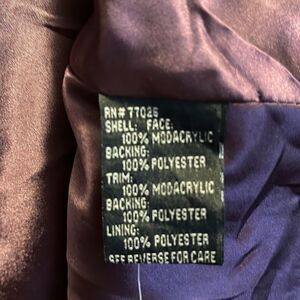 RN# 77025
SHELL: FACE:
100% MODACRYLIC
BACKING:
100% POLYESTER
TRIM:
100% MODACRYLIC
BACKING:
100% POLYESTER
LINING:
100% POLYESTER
SEE REVERSE FOR CARE